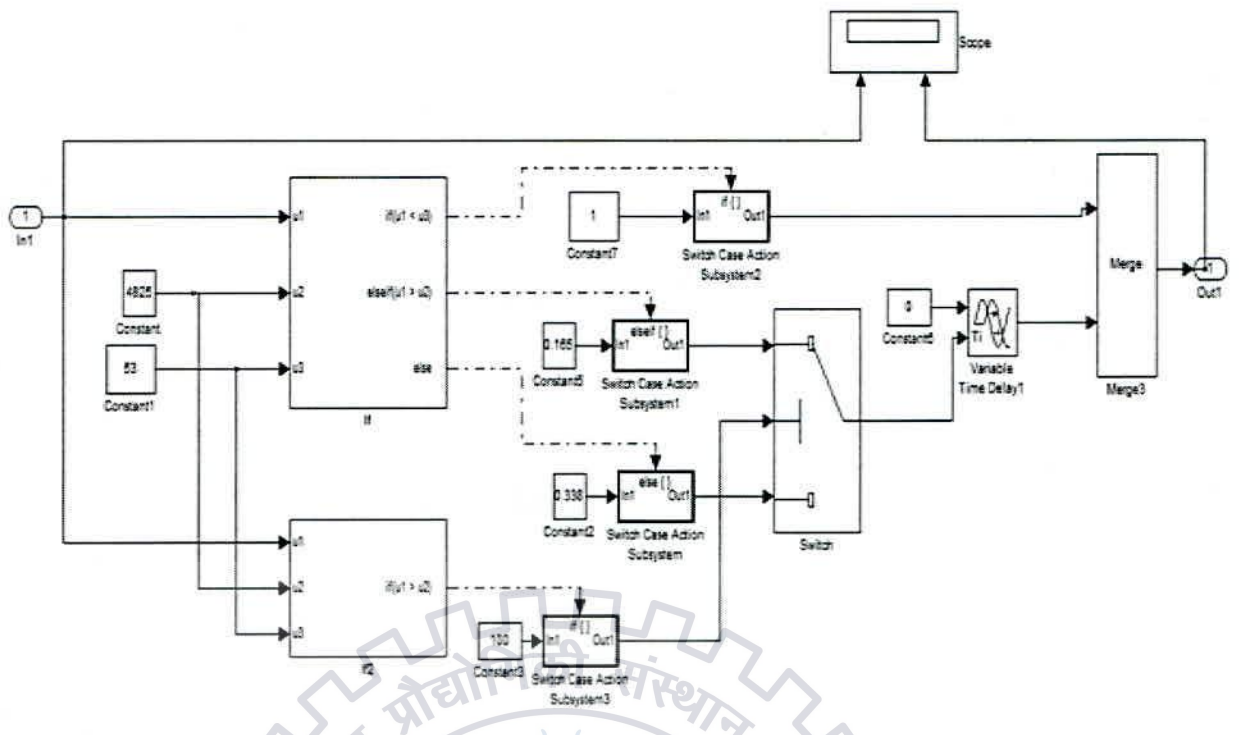 Scope
1
In1
u1
u2
u3
if(u1 < u3)
elseif(u1 > u2)
else
If
4825
Constant
53
Constant1
1
Constant7
if { }
In1
Out1
Switch Case Action
Subsystem2
0.165
Constant5
elseif { }
In1
Out1
Switch Case Action
Subsystem1
0.338
Constant2
else { }
In1
Out1
Switch Case Action
Subsystem
Switch
0
Constant6
Ti
Variable
Time Delay1
Merge
Merge3
1
Out1
u1
u2
u3
if(u1 > u2)
If2
100
Constant3
if { }
In1
Out1
Switch Case Action
Subsystem3
प्रौद्योगिकी संस्थान